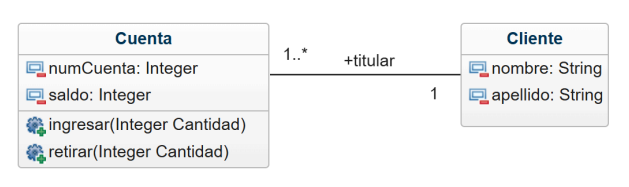 Cuenta
numCuenta: Integer
saldo: Integer
ingresar(Integer Cantidad)
retirar(Integer Cantidad)
1..*
+titular
1
Cliente
nombre: String
apellido: String